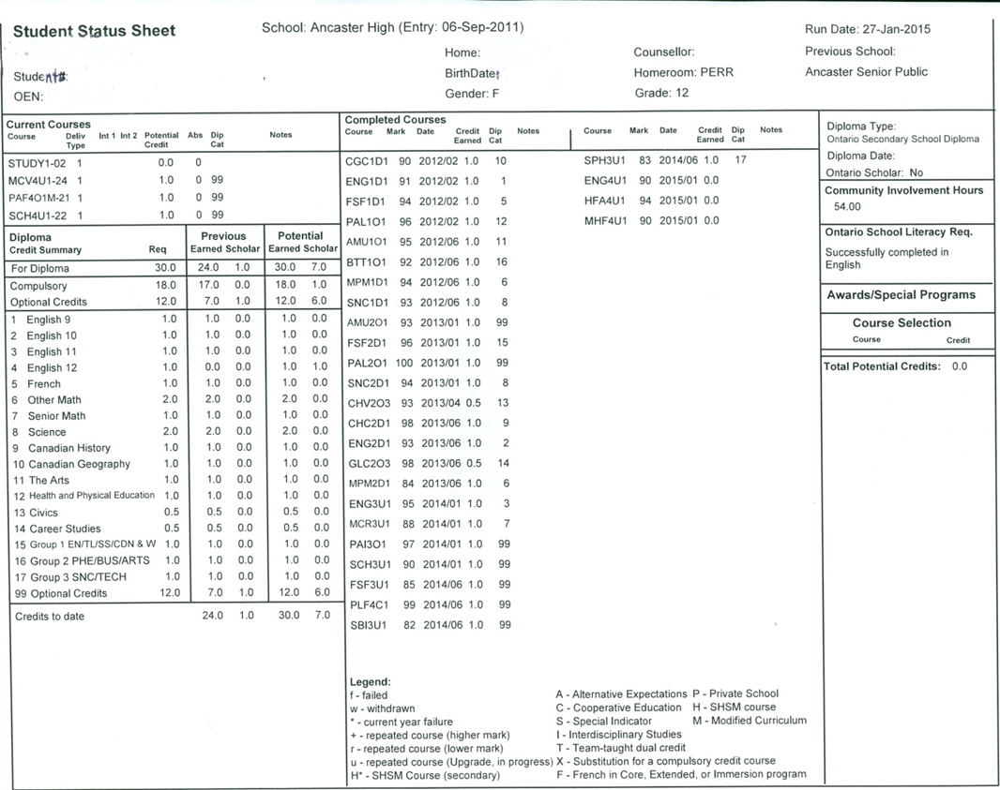 Student Status Sheet
School: Ancaster High (Entry: 06-Sep-2011)
Run Date: 27-Jan-2015
Home:
Counsellor:
Previous School:
Student#:
BirthDate:
Homeroom: PERR
Ancaster Senior Public
OEN:
Gender: F
Grade: 12
Current Courses
Course Deliv Type Int 1 Int 2 Potential Credit Abs Dip Cat Notes
STUDY1-02 1 0.0 0
MCV4U1-24 1 1.0 0 99
PAF4O1M-21 1 1.0 0 99
SCH4U1-22 1 1.0 0 99
Diploma Previous Potential
Credit Summary Req Earned Scholar Earned Scholar
For Diploma 30.0 24.0 1.0 30.0 7.0
Compulsory 18.0 17.0 0.0 18.0 1.0
Optional Credits 12.0 7.0 1.0 12.0 6.0
1 English 9 1.0 1.0 0.0 1.0 0.0
2 English 10 1.0 1.0 0.0 1.0 0.0
3 English 11 1.0 1.0 0.0 1.0 0.0
4 English 12 1.0 0.0 0.0 1.0 1.0
5 French 1.0 1.0 0.0 1.0 0.0
6 Other Math 2.0 2.0 0.0 2.0 0.0
7 Senior Math 1.0 1.0 0.0 1.0 0.0
8 Science 2.0 2.0 0.0 2.0 0.0
9 Canadian History 1.0 1.0 0.0 1.0 0.0
10 Canadian Geography 1.0 1.0 0.0 1.0 0.0
11 The Arts 1.0 1.0 0.0 1.0 0.0
12 Health and Physical Education 1.0 1.0 0.0 1.0 0.0
13 Civics 0.5 0.5 0.0 0.5 0.0
14 Career Studies 0.5 0.5 0.0 0.5 0.0
15 Group 1 EN/TL/SS/CDN & W 1.0 1.0 0.0 1.0 0.0
16 Group 2 PHE/BUS/ARTS 1.0 1.0 0.0 1.0 0.0
17 Group 3 SNC/TECH 1.0 1.0 0.0 1.0 0.0
99 Optional Credits 12.0 7.0 1.0 12.0 6.0
Credits to date 24.0 1.0 30.0 7.0
Completed Courses
Course Mark Date Credit Earned Dip Cat Notes
CGC1D1 90 2012/02 1.0 10
ENG1D1 91 2012/02 1.0 1
FSF1D1 94 2012/02 1.0 5
PAL1O1 96 2012/02 1.0 12
AMU1O1 95 2012/06 1.0 11
BTT1O1 92 2012/06 1.0 16
MPM1D1 94 2012/06 1.0 6
SNC1D1 93 2012/06 1.0 8
AMU2O1 93 2013/01 1.0 99
FSF2D1 96 2013/01 1.0 15
PAL2O1 100 2013/01 1.0 99
SNC2D1 94 2013/01 1.0 8
CHV2O3 93 2013/04 0.5 13
CHC2D1 98 2013/06 1.0 9
ENG2D1 93 2013/06 1.0 2
GLC2O3 98 2013/06 0.5 14
MPM2D1 84 2013/06 1.0 6
ENG3U1 95 2014/01 1.0 3
MCR3U1 88 2014/01 1.0 7
PAI3O1 97 2014/01 1.0 99
SCH3U1 90 2014/01 1.0 99
FSF3U1 85 2014/06 1.0 99
PLF4C1 99 2014/06 1.0 99
SBI3U1 82 2014/06 1.0 99
Course Mark Date Credit Earned Dip Cat Notes
SPH3U1 83 2014/06 1.0 17
ENG4U1 90 2015/01 0.0
HFA4U1 94 2015/01 0.0
MHF4U1 90 2015/01 0.0
Legend:
f - failed
w - withdrawn
* - current year failure
+ - repeated course (higher mark)
r - repeated course (lower mark)
u - repeated course (Upgrade, in progress)
H* - SHSM Course (secondary)
A - Alternative Expectations P - Private School
C - Cooperative Education H - SHSM course
S - Special Indicator M - Modified Curriculum
I - Interdisciplinary Studies
T - Team-taught dual credit
X - Substitution for a compulsory credit course
F - French in Core, Extended, or Immersion program
Diploma Type:
Ontario Secondary School Diploma
Diploma Date:
Ontario Scholar: No
Community Involvement Hours
54.00
Ontario School Literacy Req.
Successfully completed in
English
Awards/Special Programs
Course Selection
Course Credit
Total Potential Credits: 0.0